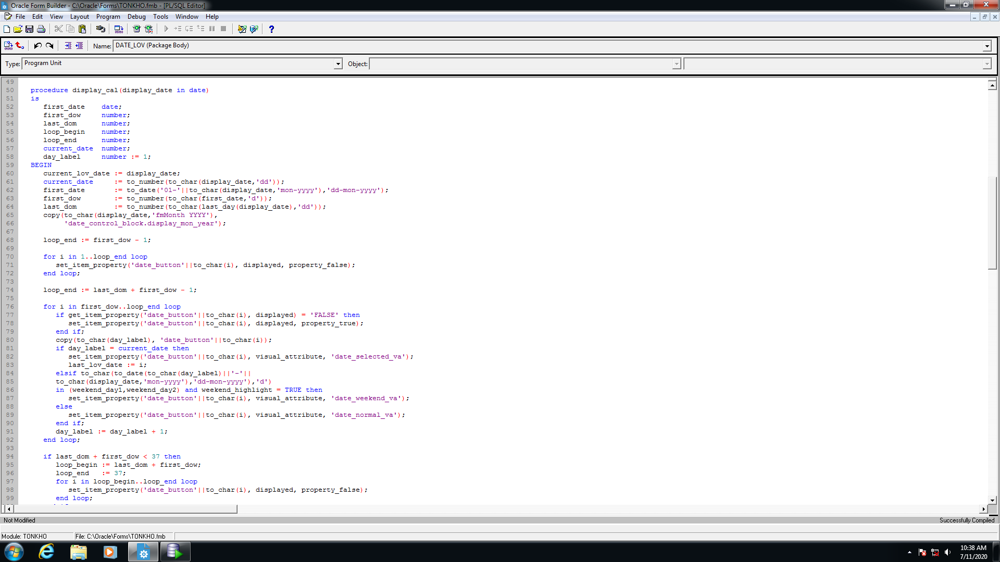 Oracle Form Builder - C:\Oracle\Forms\TONKHO.fmb - [PL/SQL Editor]
File Edit View Layout Program Debug Tools Window Help
Name: DATE_LOV (Package Body)
Type: Program Unit Object:
49
50 procedure display_cal(display_date in date)
51 is
52 first_date date;
53 first_dow number;
54 last_dom number;
55 loop_begin number;
56 loop_end number;
57 current_date number;
58 day_label number := 1;
59 BEGIN
60 current_lov_date := display_date;
61 current_date := to_number(to_char(display_date,'dd'));
62 first_date := to_date('01-'||to_char(display_date,'mon-yyyy'),'dd-mon-yyyy');
63 first_dow := to_number(to_char(first_date,'d'));
64 last_dom := to_number(to_char(last_day(display_date),'dd'));
65 copy(to_char(display_date,'fmMonth YYYY'),
66 'date_control_block.display_mon_year');
67
68 loop_end := first_dow - 1;
69
70 for i in 1..loop_end loop
71 set_item_property('date_button'||to_char(i), displayed, property_false);
72 end loop;
73
74 loop_end := last_dom + first_dow - 1;
75
76 for i in first_dow..loop_end loop
77 if get_item_property('date_button'||to_char(i), displayed) = 'FALSE' then
78 set_item_property('date_button'||to_char(i), displayed, property_true);
79 end if;
80 copy(to_char(day_label), 'date_button'||to_char(i));
81 if day_label = current_date then
82 set_item_property('date_button'||to_char(i), visual_attribute, 'date_selected_va');
83 last_lov_date := i;
84 elsif to_char(to_date(to_char(day_label)||'-'||
85 to_char(display_date,'mon-yyyy'),'dd-mon-yyyy'),'d')
86 in (weekend_day1,weekend_day2) and weekend_highlight = TRUE then
87 set_item_property('date_button'||to_char(i), visual_attribute, 'date_weekend_va');
88 else
89 set_item_property('date_button'||to_char(i), visual_attribute, 'date_normal_va');
90 end if;
91 day_label := day_label + 1;
92 end loop;
93
94 if last_dom + first_dow < 37 then
95 loop_begin := last_dom + first_dow;
96 loop_end := 37;
97 for i in loop_begin..loop_end loop
98 set_item_property('date_button'||to_char(i), displayed, property_false);
99 end loop;
Not Modified Successfully Compiled
Module: TONKHO File: C:\Oracle\Forms\TONKHO.fmb
10:38 AM
7/11/2020